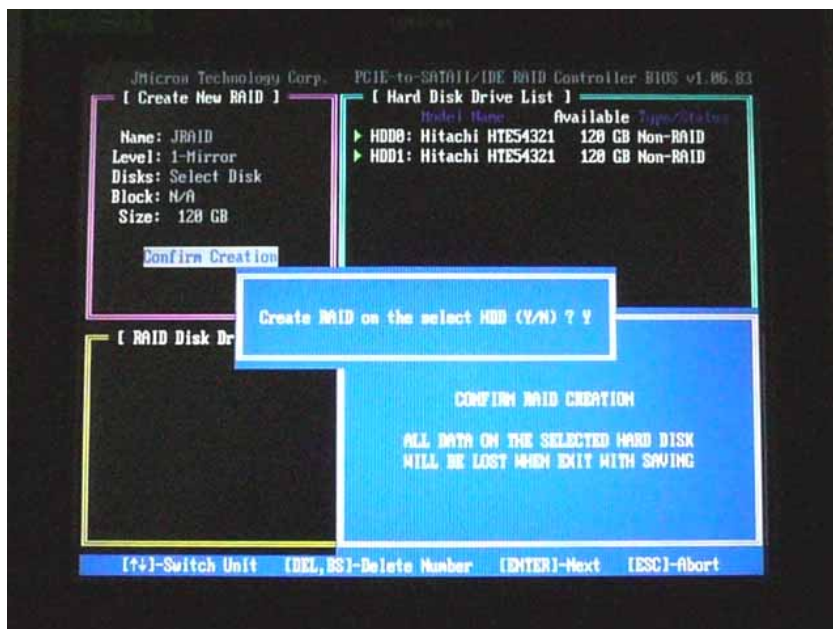 JMicron Technology Corp. PCIE-to-SATAII/IDE RAID Controller BIOS v1.06.83
[ Create New RAID ]
Name: JRAID
Level: 1-Mirror
Disks: Select Disk
Block: N/A
Size: 120 GB
Confirm Creation
[ Hard Disk Drive List ]
Model Name Available Type/Status
HDD0: Hitachi HTE54321 120 GB Non-RAID
HDD1: Hitachi HTE54321 120 GB Non-RAID
Create RAID on the select HDD (Y/N) ? Y
[ RAID Disk Dr
CONFIRM RAID CREATION
ALL DATA ON THE SELECTED HARD DISK
WILL BE LOST WHEN EXIT WITH SAVING
[↑↓]-Switch Unit [DEL,BS]-Delete Number [ENTER]-Next [ESC]-Abort